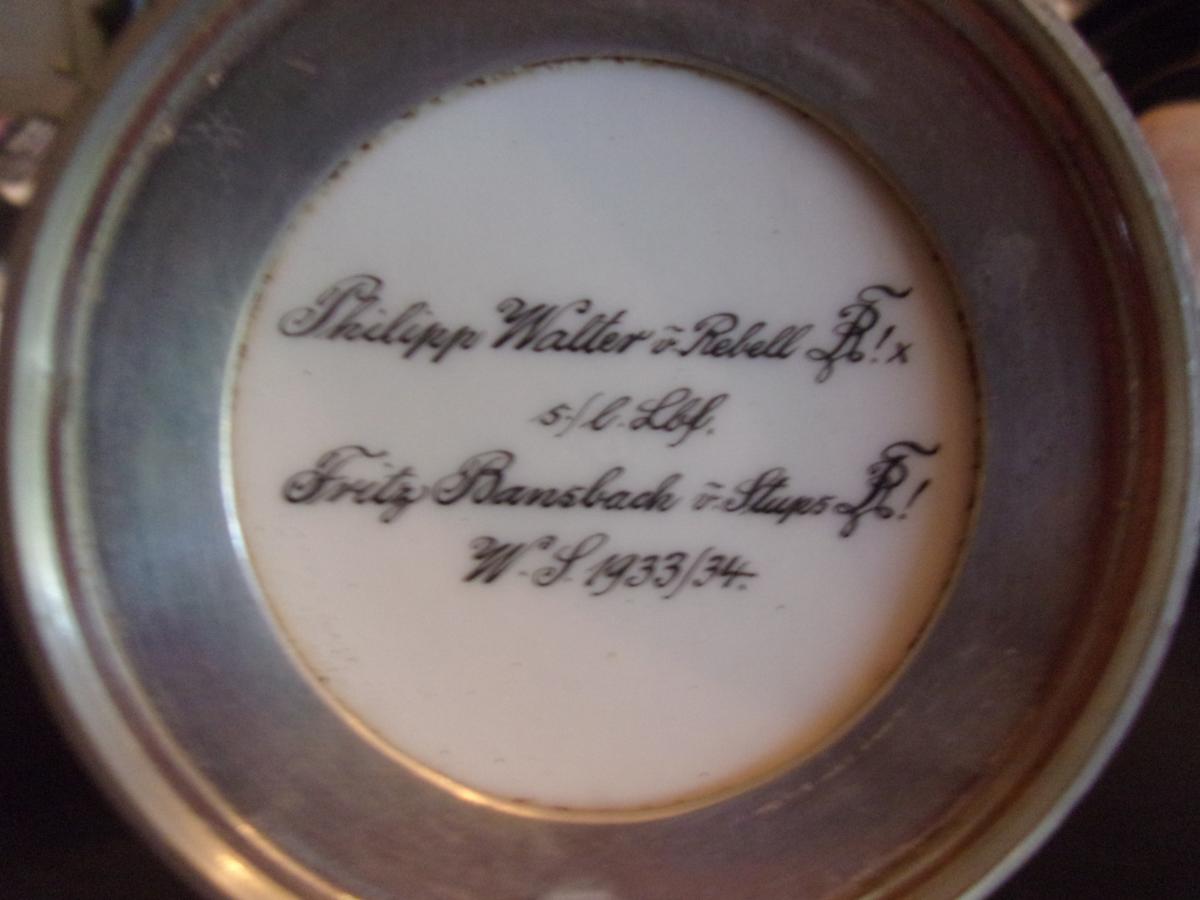 Philipp Walter v̄. Rebell ! x
s./l. Lbf.
Fritz Bansbach v̄. Stups !
W. S. 1933/34.